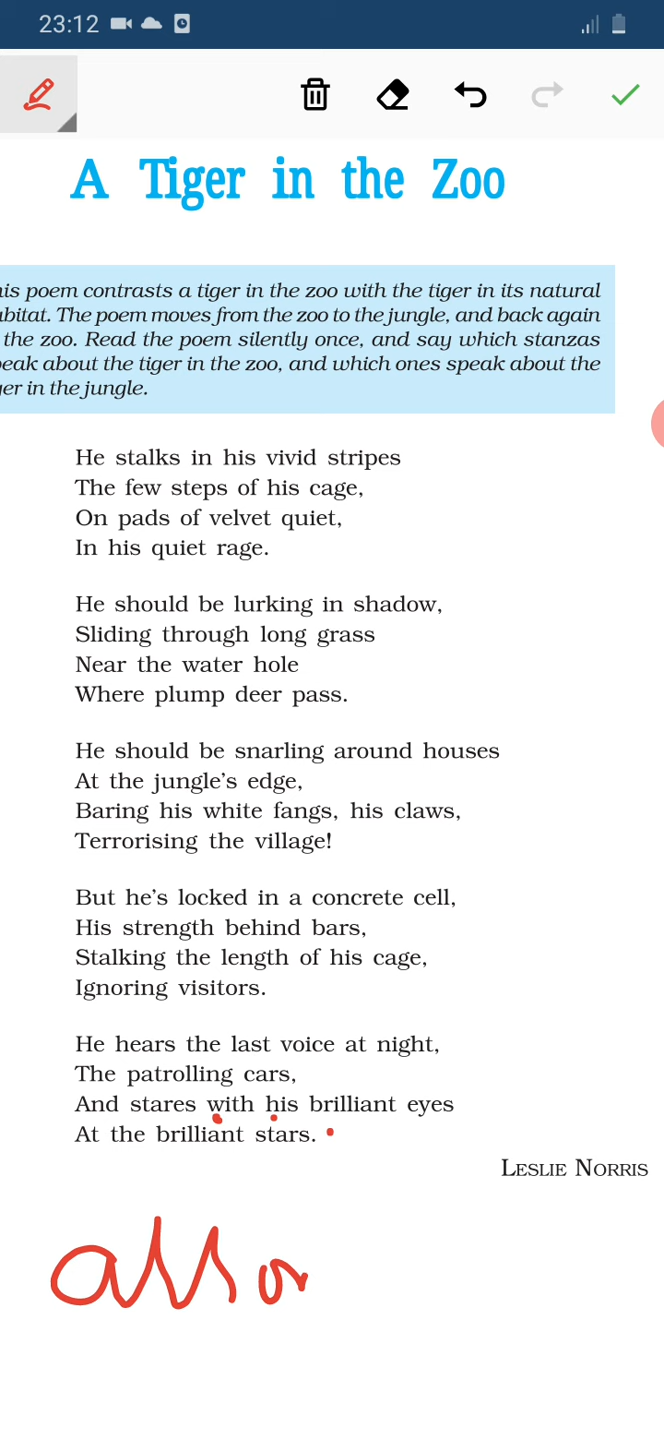 23:12
A Tiger in the Zoo
is poem contrasts a tiger in the zoo with the tiger in its natural
bitat. The poem moves from the zoo to the jungle, and back again
the zoo. Read the poem silently once, and say which stanzas
eak about the tiger in the zoo, and which ones speak about the
er in the jungle.
He stalks in his vivid stripes
The few steps of his cage,
On pads of velvet quiet,
In his quiet rage.
He should be lurking in shadow,
Sliding through long grass
Near the water hole
Where plump deer pass.
He should be snarling around houses
At the jungle's edge,
Baring his white fangs, his claws,
Terrorising the village!
But he's locked in a concrete cell,
His strength behind bars,
Stalking the length of his cage,
Ignoring visitors.
He hears the last voice at night,
The patrolling cars,
And stares with his brilliant eyes
At the brilliant stars.
LESLIE NORRIS